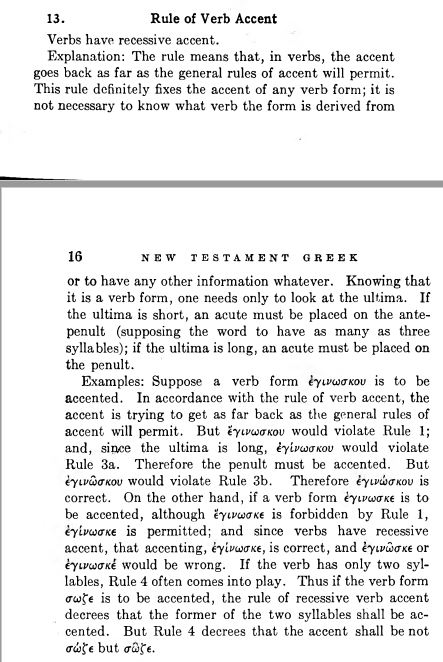 13. Rule of Verb Accent
Verbs have recessive accent.
Explanation: The rule means that, in verbs, the accent
goes back as far as the general rules of accent will permit.
This rule definitely fixes the accent of any verb form; it is
not necessary to know what verb the form is derived from
16 NEW TESTAMENT GREEK
or to have any other information whatever. Knowing that
it is a verb form, one needs only to look at the ultima. If
the ultima is short, an acute must be placed on the ante-
penult (supposing the word to have as many as three
syllables); if the ultima is long, an acute must be placed on
the penult.
Examples: Suppose a verb form ἐγινωσκου is to be
accented. In accordance with the rule of verb accent, the
accent is trying to get as far back as the general rules of
accent will permit. But ἔγινωσκου would violate Rule 1;
and, since the ultima is long, ἐγίνωσκου would violate
Rule 3a. Therefore the penult must be accented. But
ἐγινῶσκου would violate Rule 3b. Therefore ἐγινώσκου is
correct. On the other hand, if a verb form ἐγινωσκε is to
be accented, although ἔγινωσκε is forbidden by Rule 1,
ἐγίνωσκε is permitted; and since verbs have recessive
accent, that accenting, ἐγίνωσκε, is correct, and ἐγινῶσκε or
ἐγινωσκέ would be wrong. If the verb has only two syl-
lables, Rule 4 often comes into play. Thus if the verb form
σωζε is to be accented, the rule of recessive verb accent
decrees that the former of the two syllables shall be ac-
cented. But Rule 4 decrees that the accent shall be not
σώζε but σῶζε.